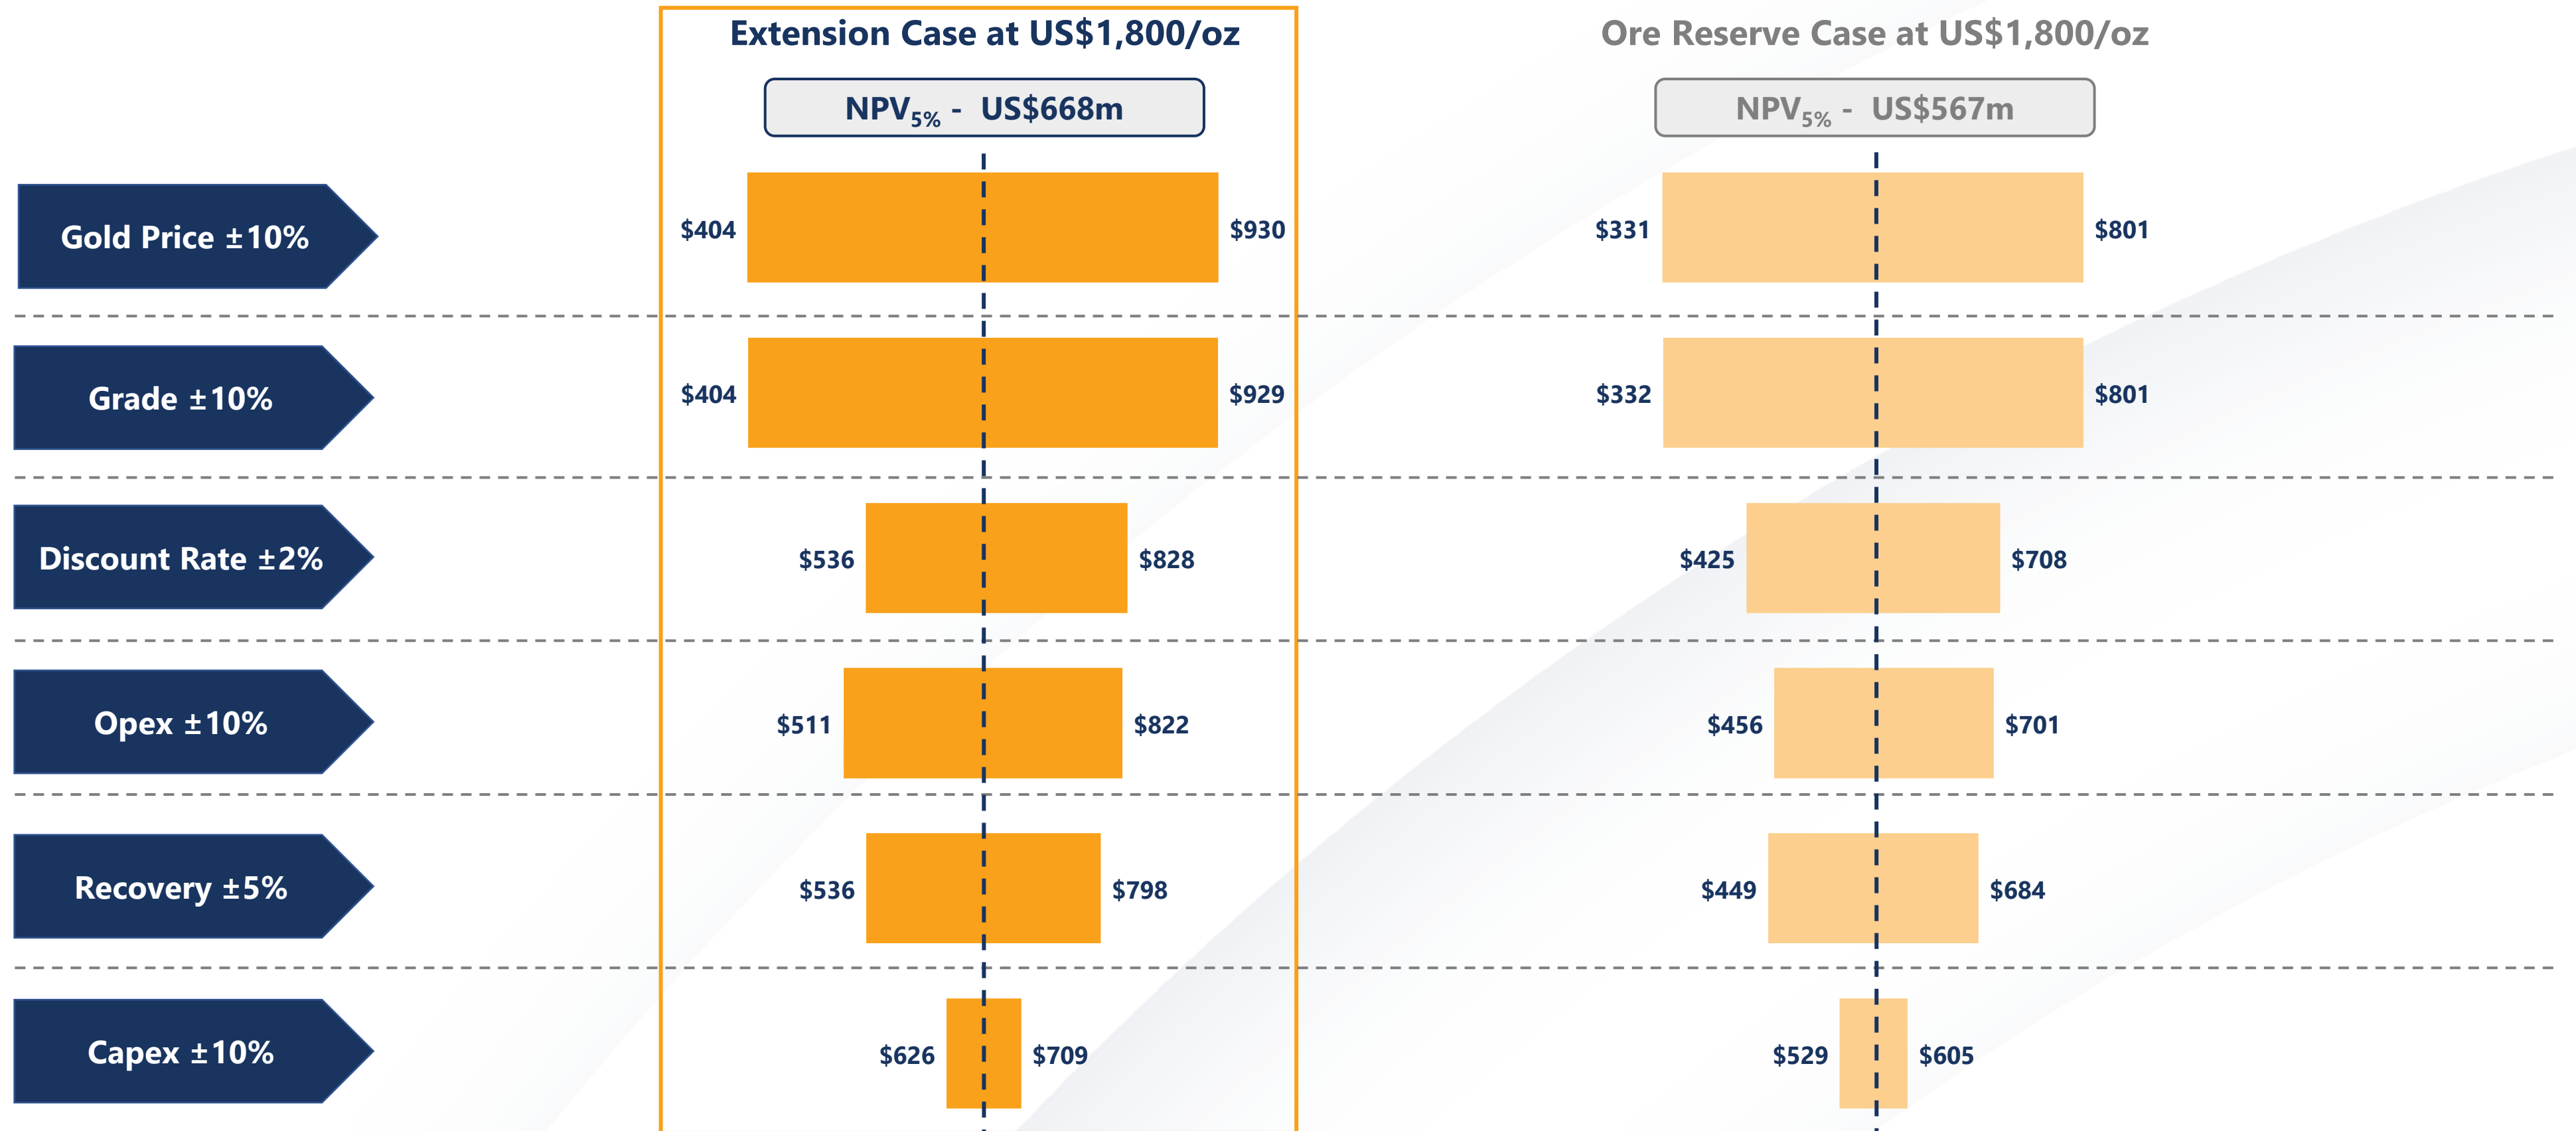 Extension Case at US$1,800/oz
Ore Reserve Case at US$1,800/oz
NPV5% - US$668m
NPV5% - US$567m
Gold Price ±10%
$404
$930
$331
$801
Grade ±10%
$404
$929
$332
$801
Discount Rate ±2%
$536
$828
$425
$708
Opex ±10%
$511
$822
$456
$701
Recovery ±5%
$536
$798
$449
$684
Capex ±10%
$626
$709
$529
$605